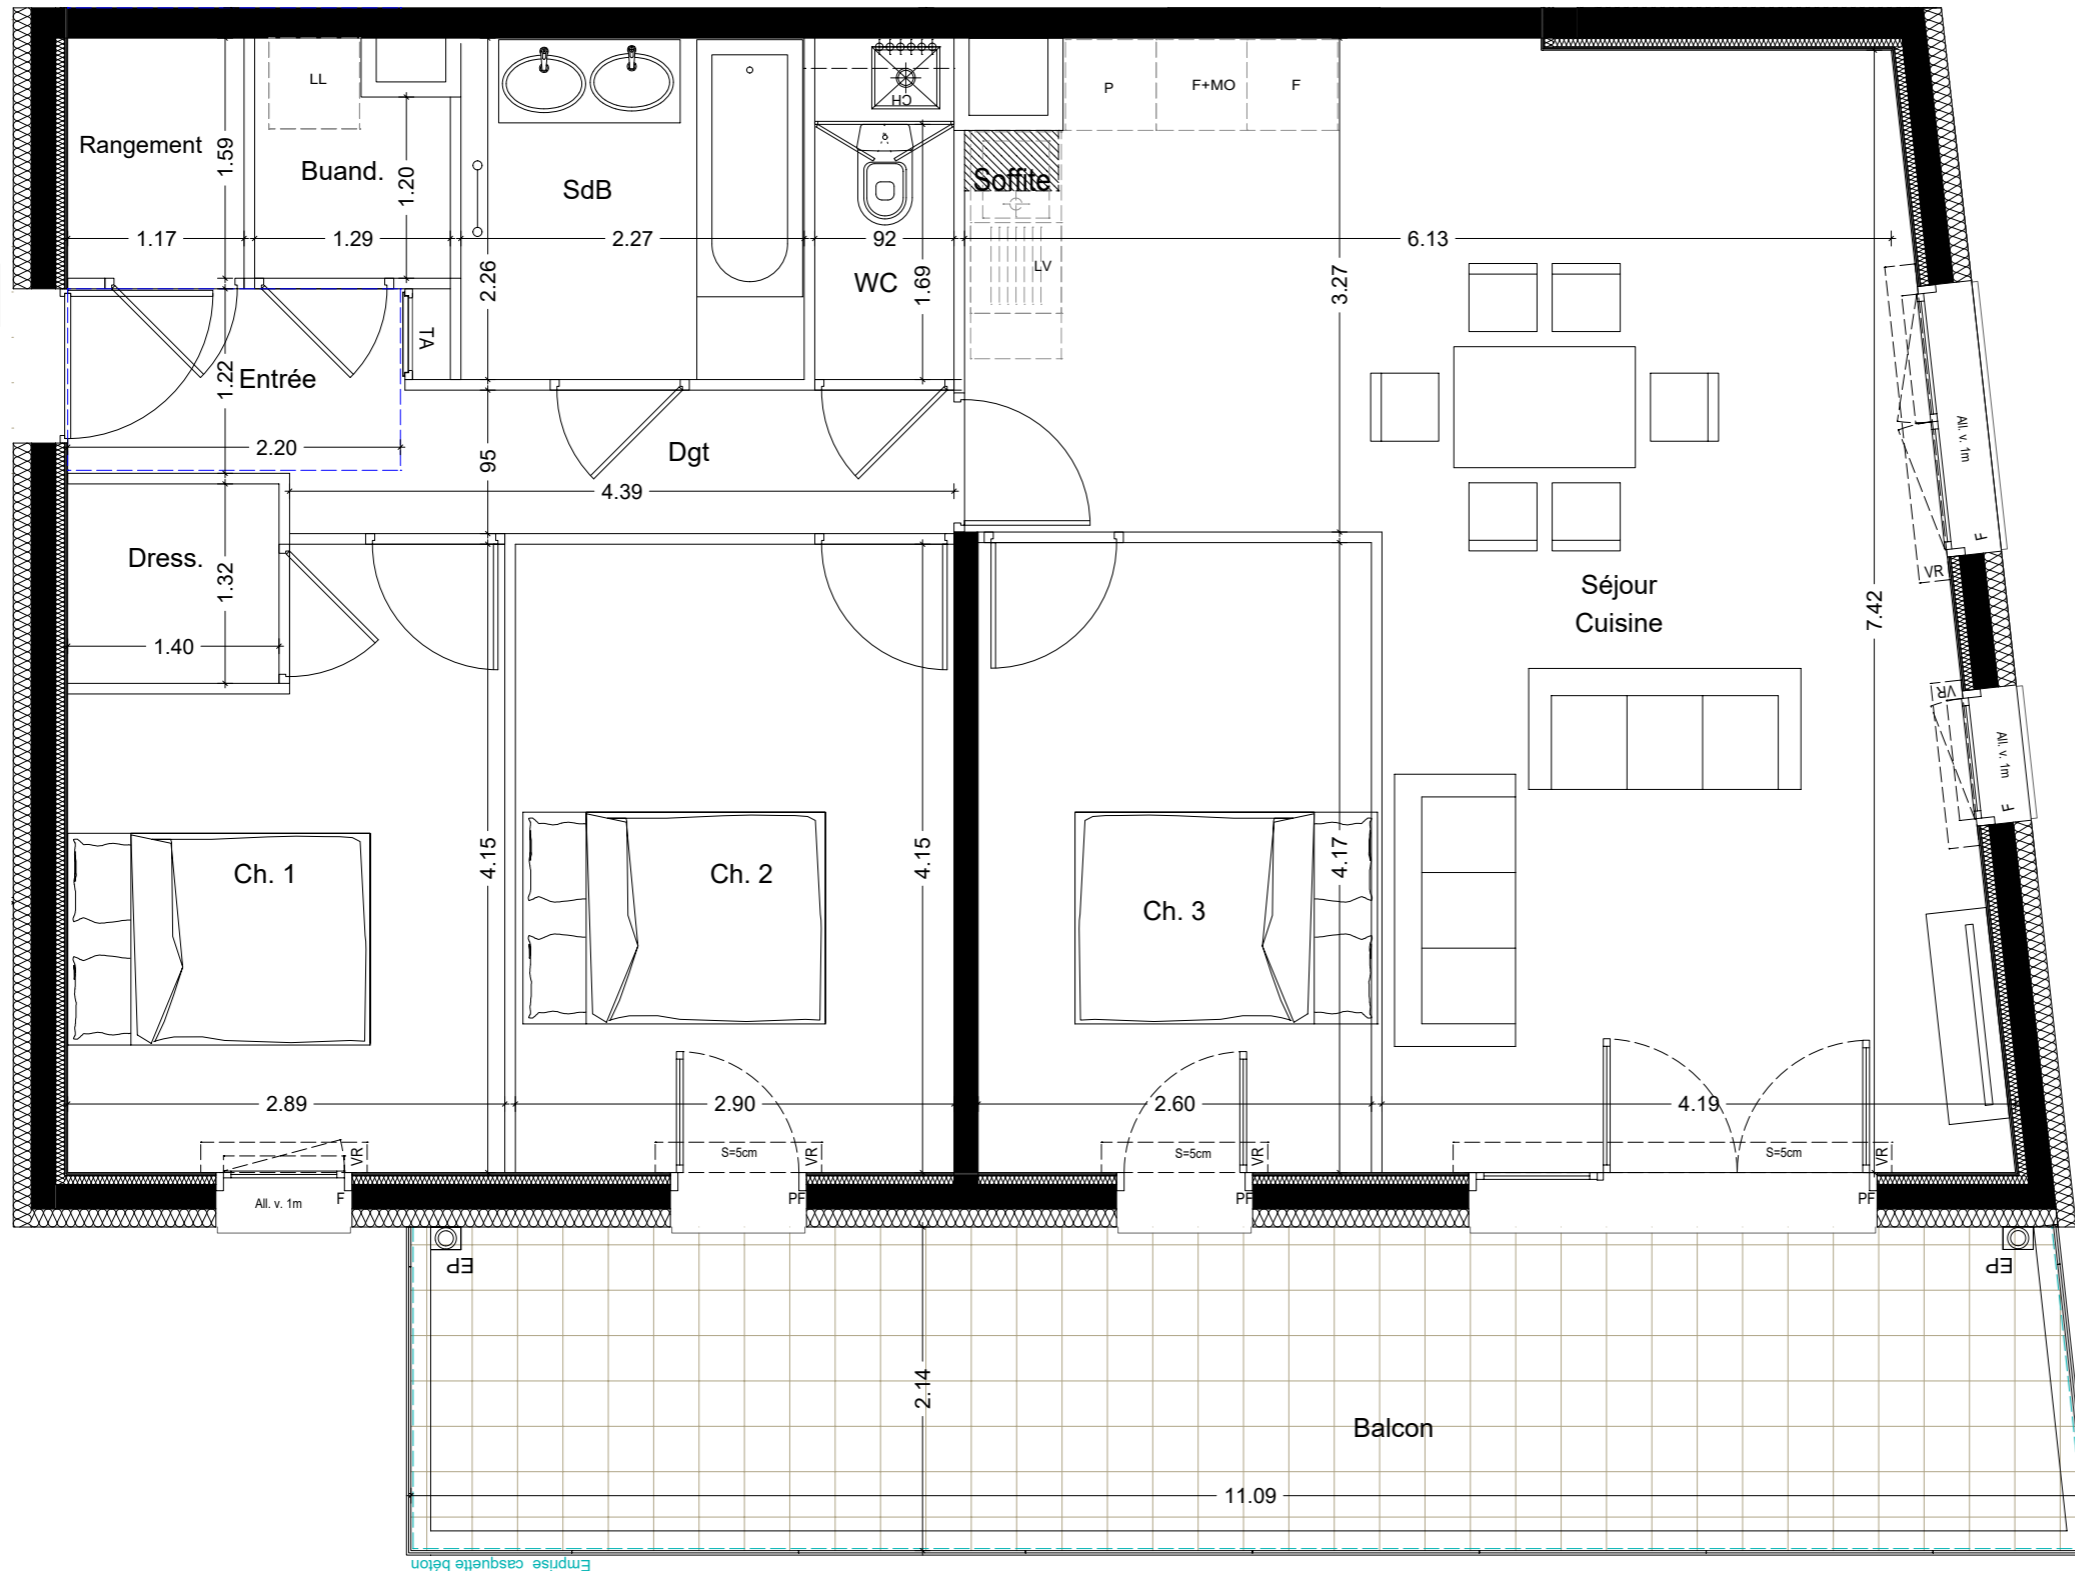 LL
CH
P
F+MO
F
Rangement
1.59
Buand.
1.20
SdB
Soffite
1.17
1.29
2.27
92
6.13
LV
2.26
WC
1.69
3.27
TA
1.22
Entrée
2.20
95
Dgt
4.39
All. v. 1m
F
VR
Dress.
1.32
1.40
Séjour
Cuisine
7.42
VR
All. v. 1m
F
Ch. 1
4.15
Ch. 2
4.15
Ch. 3
4.17
2.89
2.90
2.60
4.19
VR
S=5cm
VR
S=5cm
VR
S=5cm
VR
All. v. 1m
F
PF
PF
PF
EP
EP
2.14
Balcon
11.09
Emprise casquette béton